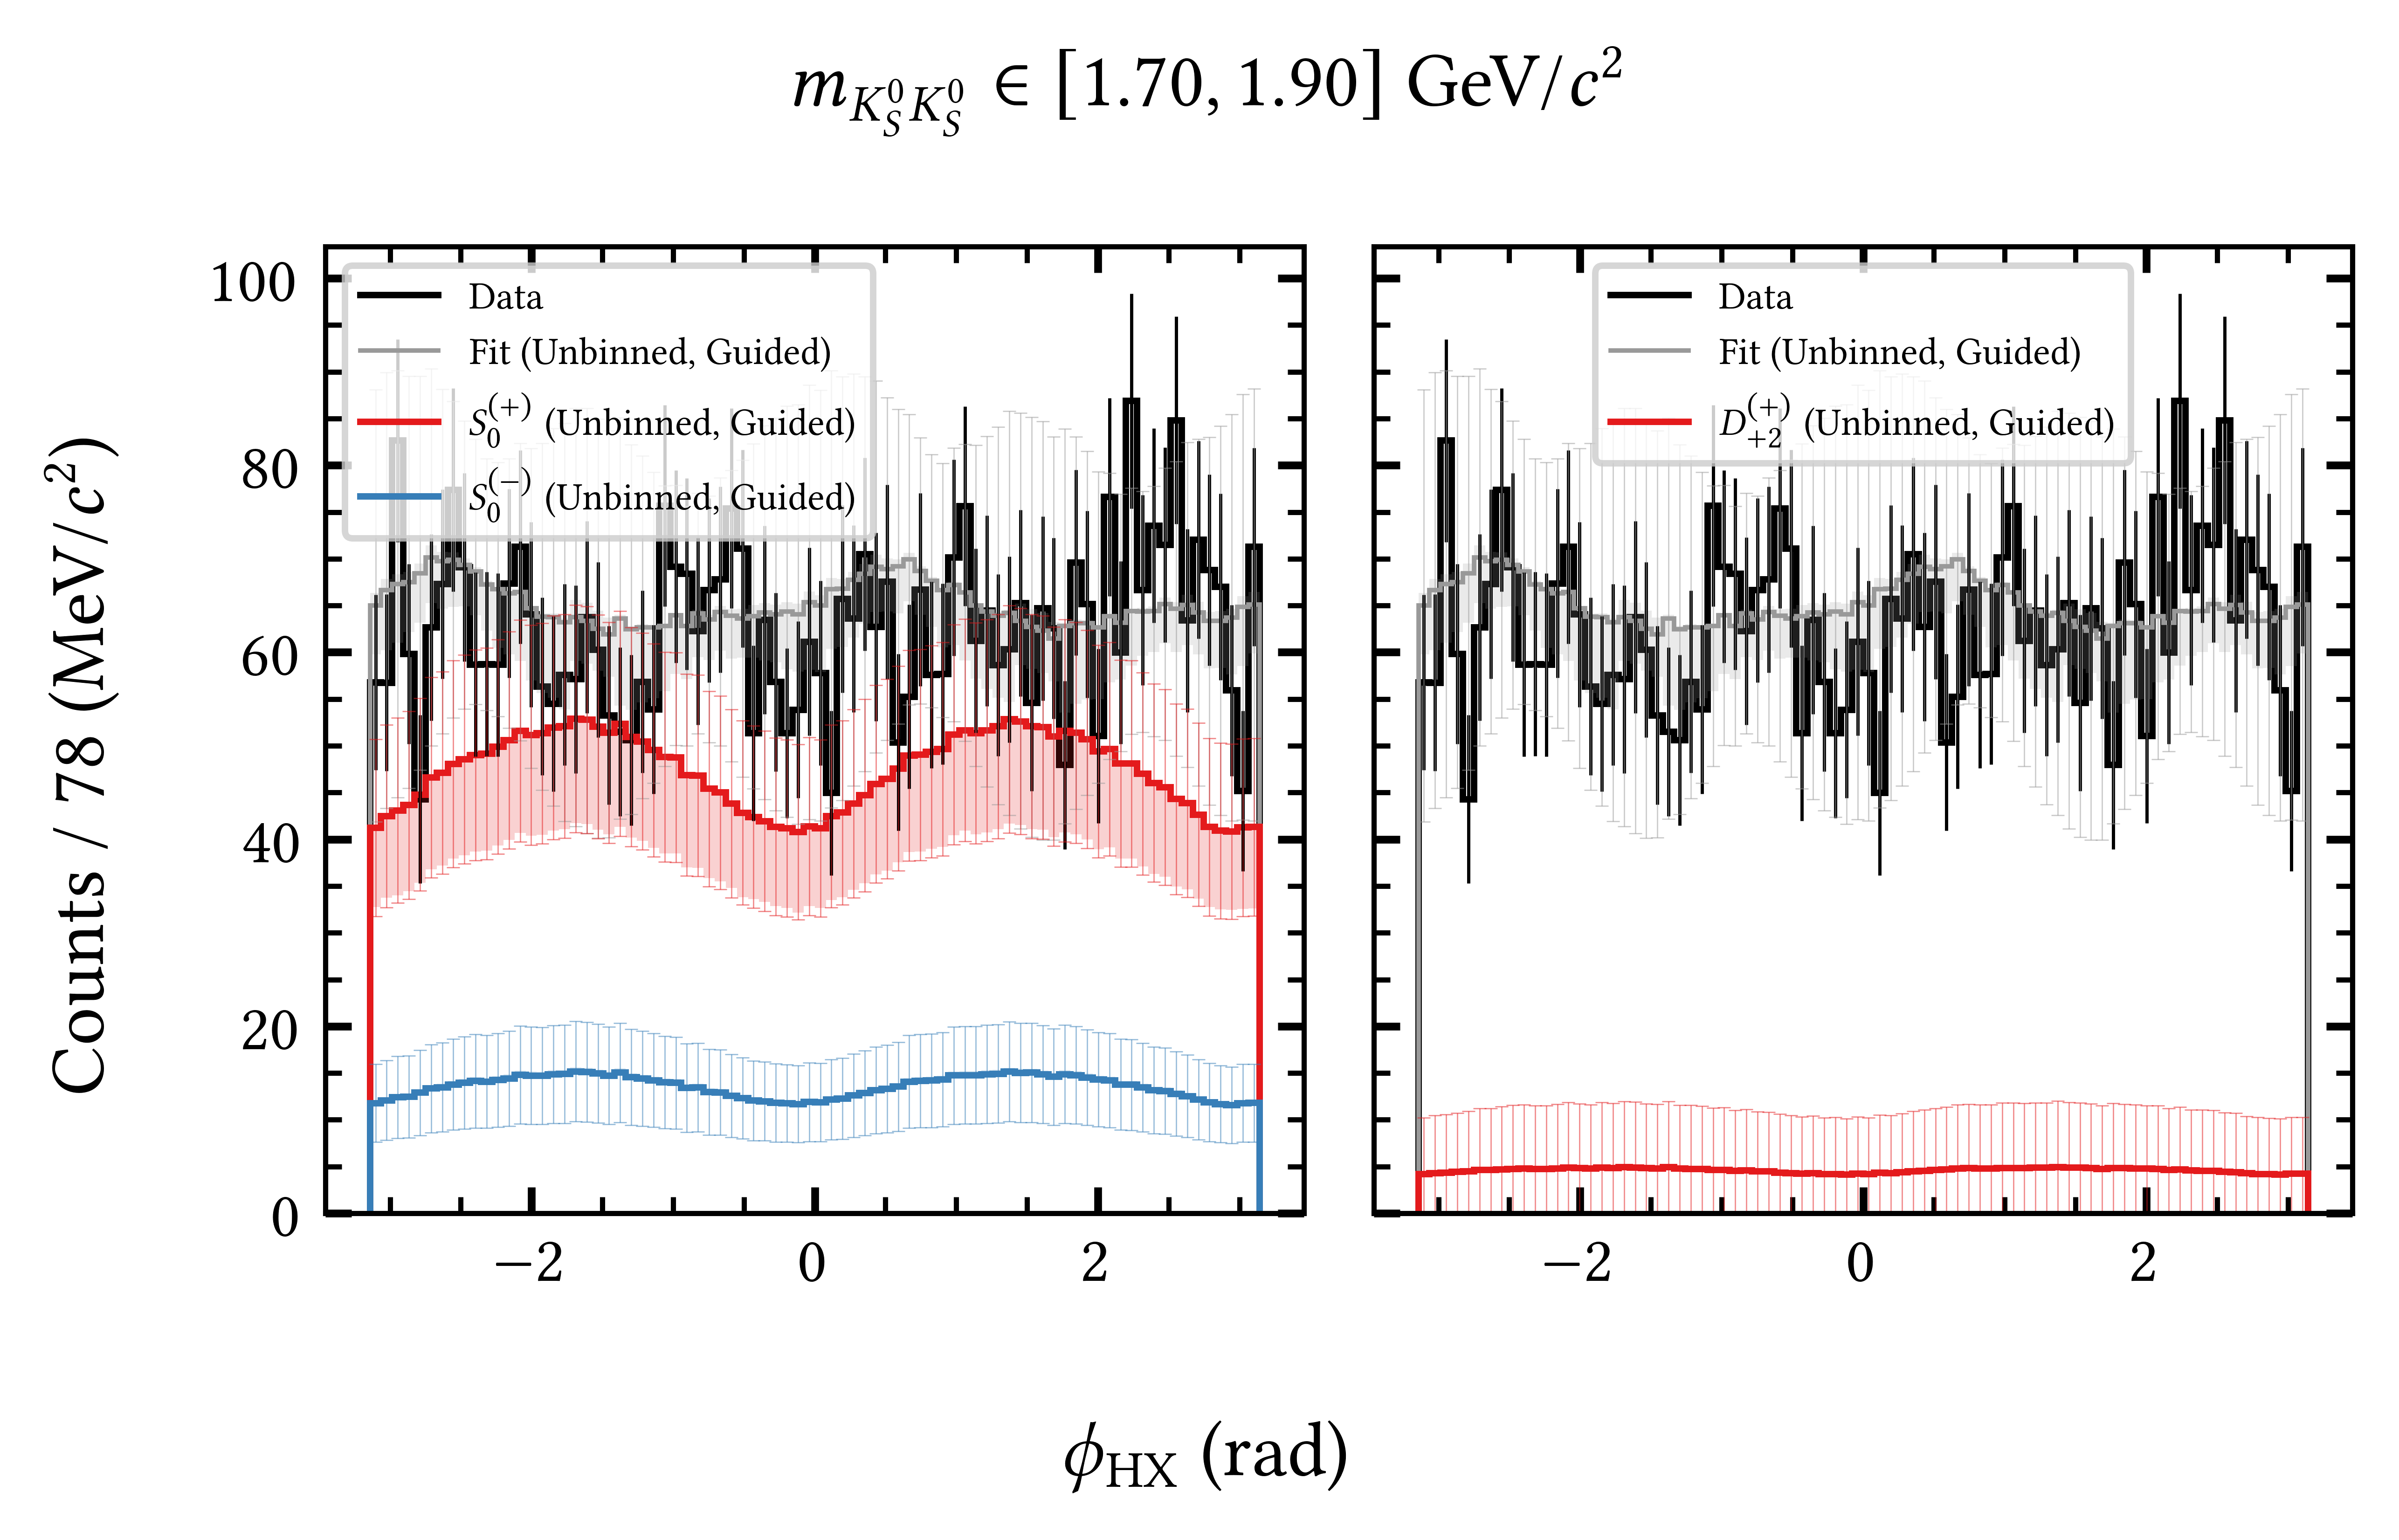 m_{K_S^0 K_S^0} ∈ [1.70, 1.90] GeV/c²
Counts / 78 (MeV/c²)
100
80
60
40
20
0
Data
Fit (Unbinned, Guided)
S_0^{(+)} (Unbinned, Guided)
S_0^{(−)} (Unbinned, Guided)
−2
0
2
Data
Fit (Unbinned, Guided)
D_{+2}^{(+)} (Unbinned, Guided)
−2
0
2
ϕ_{HX} (rad)